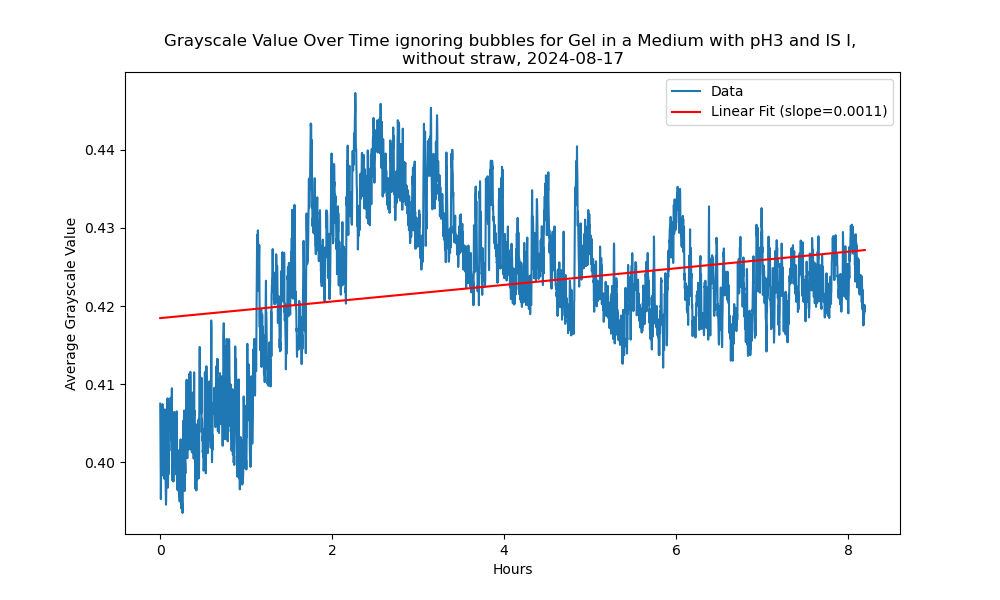 Grayscale Value Over Time ignoring bubbles for Gel in a Medium with pH3 and IS I,
without straw, 2024-08-17
Data
Linear Fit (slope=0.0011)
Average Grayscale Value
0.44
0.43
0.42
0.41
0.40
0 2 4 6 8
Hours